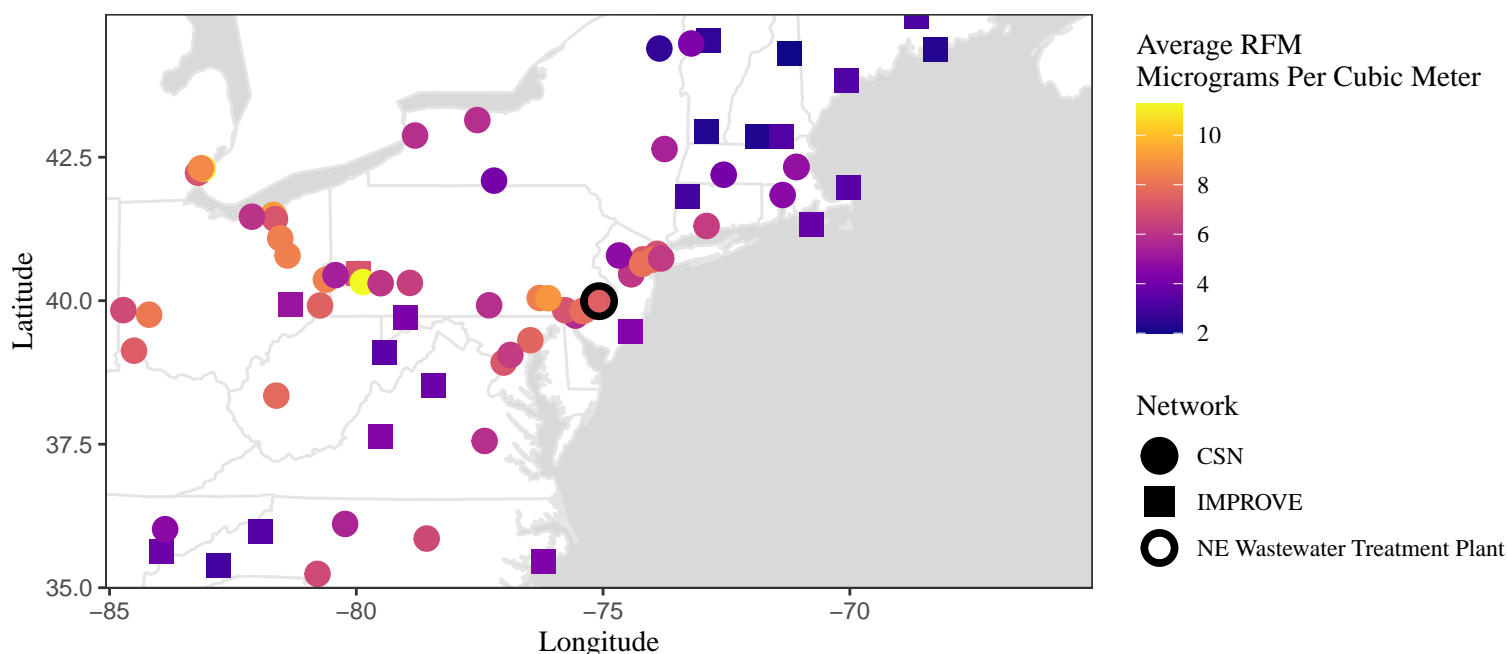 42.5
40.0
37.5
35.0
Latitude
−85
−80
−75
−70
Longitude
Average RFM
Micrograms Per Cubic Meter
10
8
6
4
2
Network
CSN
IMPROVE
NE Wastewater Treatment Plant